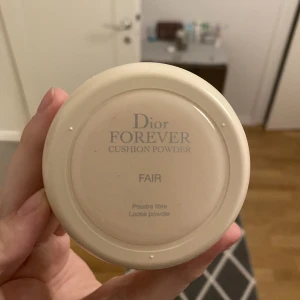 Dior
FOREVER
CUSHION POWDER
FAIR
Poudre libre
Loose powder